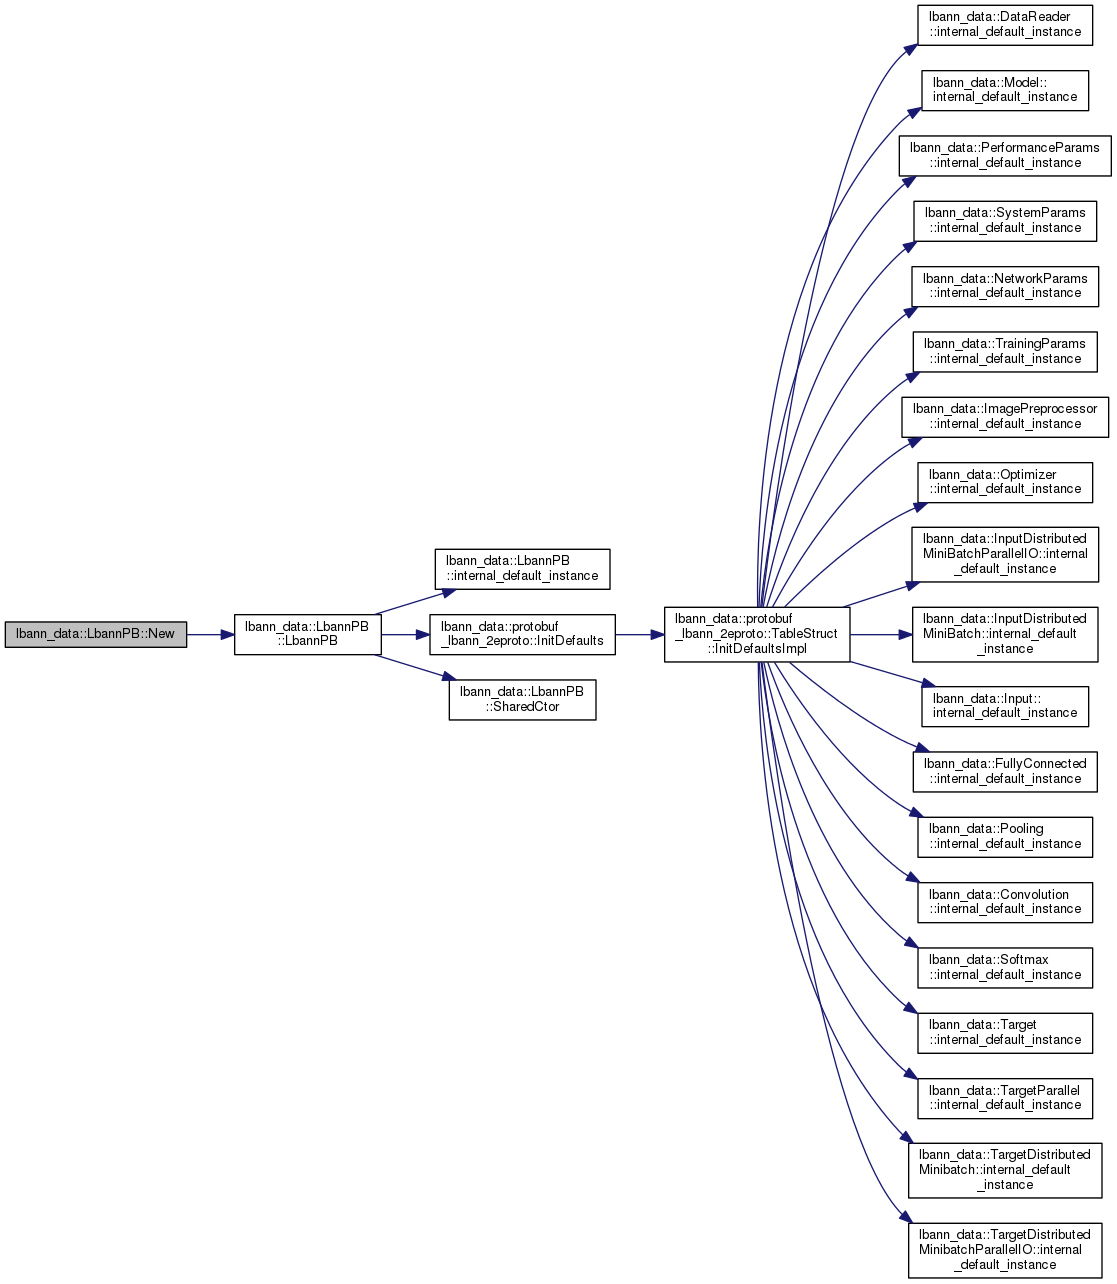 lbann_data::LbannPB::New
lbann_data::LbannPB
::LbannPB
lbann_data::LbannPB
::internal_default_instance
lbann_data::protobuf
_lbann_2eproto::InitDefaults
lbann_data::LbannPB
::SharedCtor
lbann_data::protobuf
_lbann_2eproto::TableStruct
::InitDefaultsImpl
lbann_data::DataReader
::internal_default_instance
lbann_data::Model::
internal_default_instance
lbann_data::PerformanceParams
::internal_default_instance
lbann_data::SystemParams
::internal_default_instance
lbann_data::NetworkParams
::internal_default_instance
lbann_data::TrainingParams
::internal_default_instance
lbann_data::ImagePreprocessor
::internal_default_instance
lbann_data::Optimizer
::internal_default_instance
lbann_data::InputDistributed
MiniBatchParallelIO::internal
_default_instance
lbann_data::InputDistributed
MiniBatch::internal_default
_instance
lbann_data::Input::
internal_default_instance
lbann_data::FullyConnected
::internal_default_instance
lbann_data::Pooling
::internal_default_instance
lbann_data::Convolution
::internal_default_instance
lbann_data::Softmax
::internal_default_instance
lbann_data::Target
::internal_default_instance
lbann_data::TargetParallel
::internal_default_instance
lbann_data::TargetDistributed
Minibatch::internal_default
_instance
lbann_data::TargetDistributed
MinibatchParallelIO::internal
_default_instance